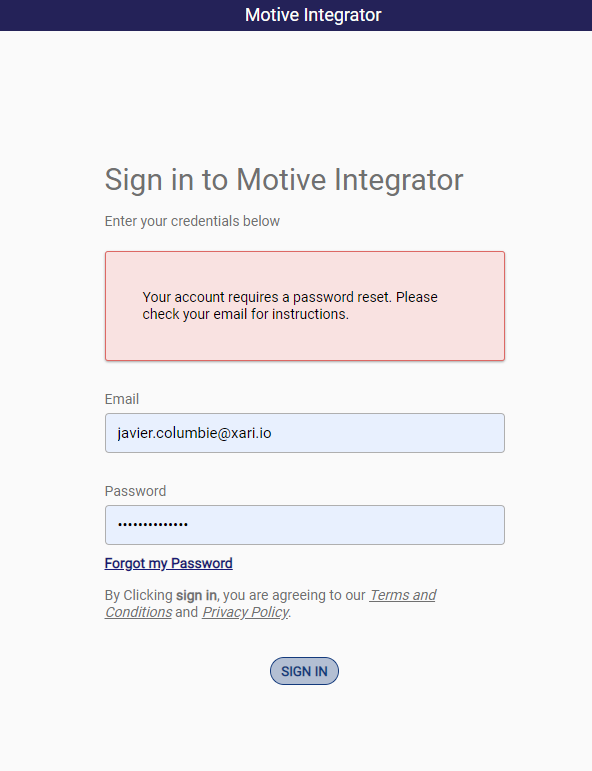 Motive Integrator
Sign in to Motive Integrator
Enter your credentials below
Your account requires a password reset. Please
check your email for instructions.
Email
javier.columbie@xari.io
Password
••••••••••••••
Forgot my Password
By Clicking sign in, you are agreeing to our Terms and
Conditions and Privacy Policy.
SIGN IN